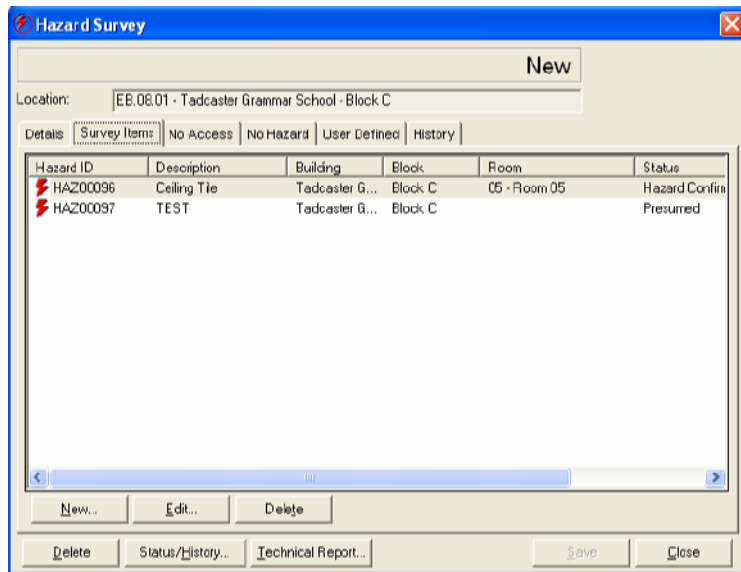 Hazard Survey
New
Location: EB.08.01 - Tadcaster Grammar School - Block C
Details Survey Items No Access No Hazard User Defined History
Hazard ID Description Building Block Room Status
HAZ00096 Ceiling Tile Tadcaster G... Block C 05 - Room 05 Hazard Confirm
HAZ00097 TEST Tadcaster G... Block C Presumed
New... Edit... Delete
Delete Status/History... Technical Report... Save Close